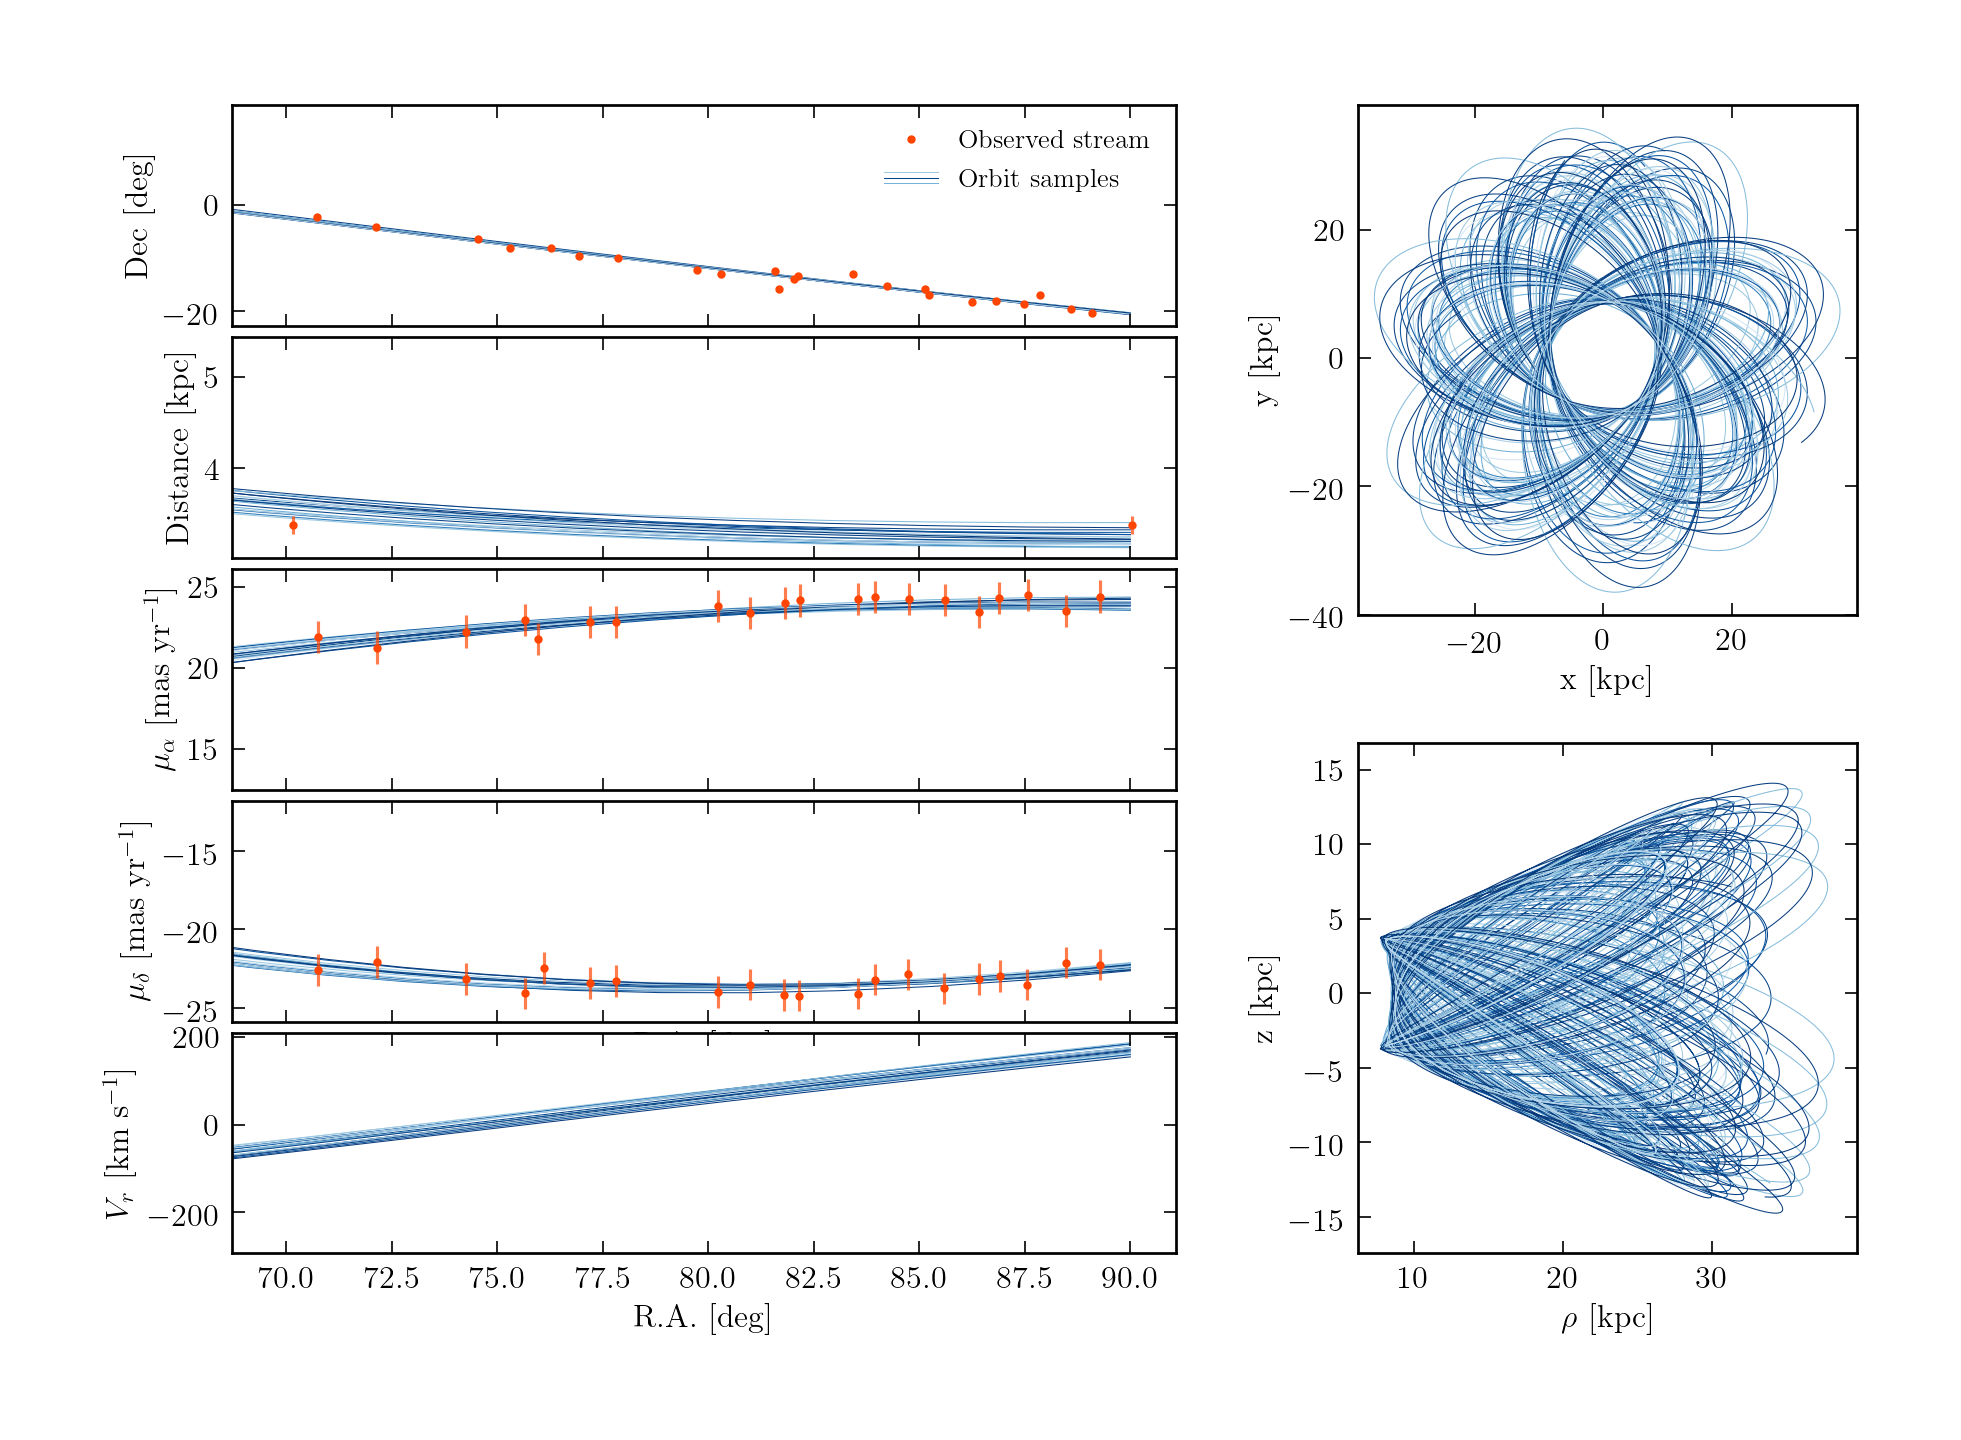 Dec [deg]
0
−20
Observed stream
Orbit samples
Distance [kpc]
5
4
μα [mas yr−1]
25
20
15
μδ [mas yr−1]
−15
−20
−25
Vr [km s−1]
200
0
−200
70.0 72.5 75.0 77.5 80.0 82.5 85.0 87.5 90.0
R.A. [deg]
y [kpc]
20
0
−20
−40
−20 0 20
x [kpc]
z [kpc]
15
10
5
0
−5
−10
−15
10 20 30
ρ [kpc]